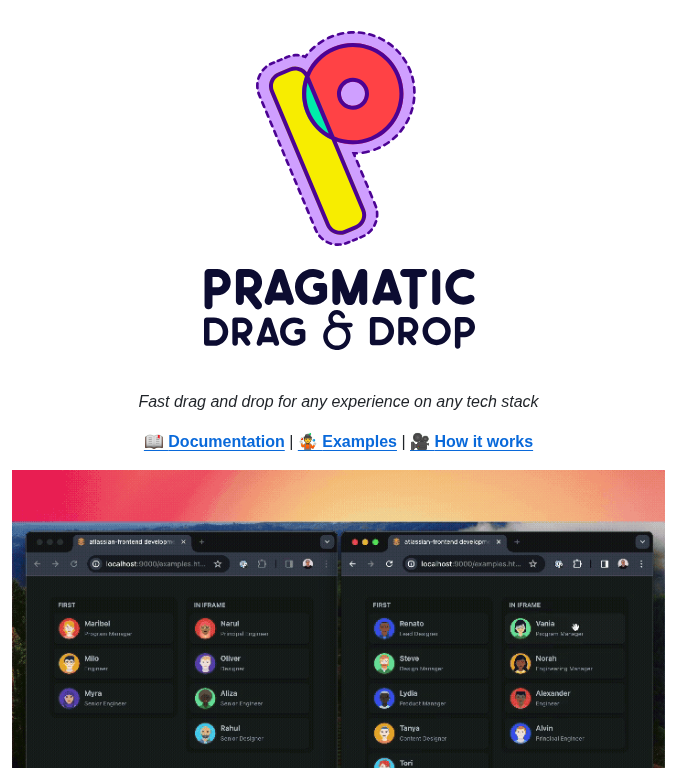 PRAGMATIC
DRAG & DROP
Fast drag and drop for any experience on any tech stack
📖 Documentation | 🤹 Examples | 🎥 How it works
atlassian-frontend developme
atlassian-frontend developme
localhost:9000/examples.ht...
localhost:9000/examples.ht...
FIRST
IN IFRAME
FIRST
IN IFRAME
Maribel
Program Manager
Narul
Principal Engineer
Renato
Lead Designer
Vania
Program Manager
Milo
Engineer
Oliver
Designer
Steve
Design Manager
Norah
Engineering Manager
Myra
Senior Engineer
Aliza
Senior Engineer
Lydia
Product Manager
Alexander
Engineer
Rahul
Senior Designer
Tanya
Content Designer
Alvin
Principal Engineer
Tori